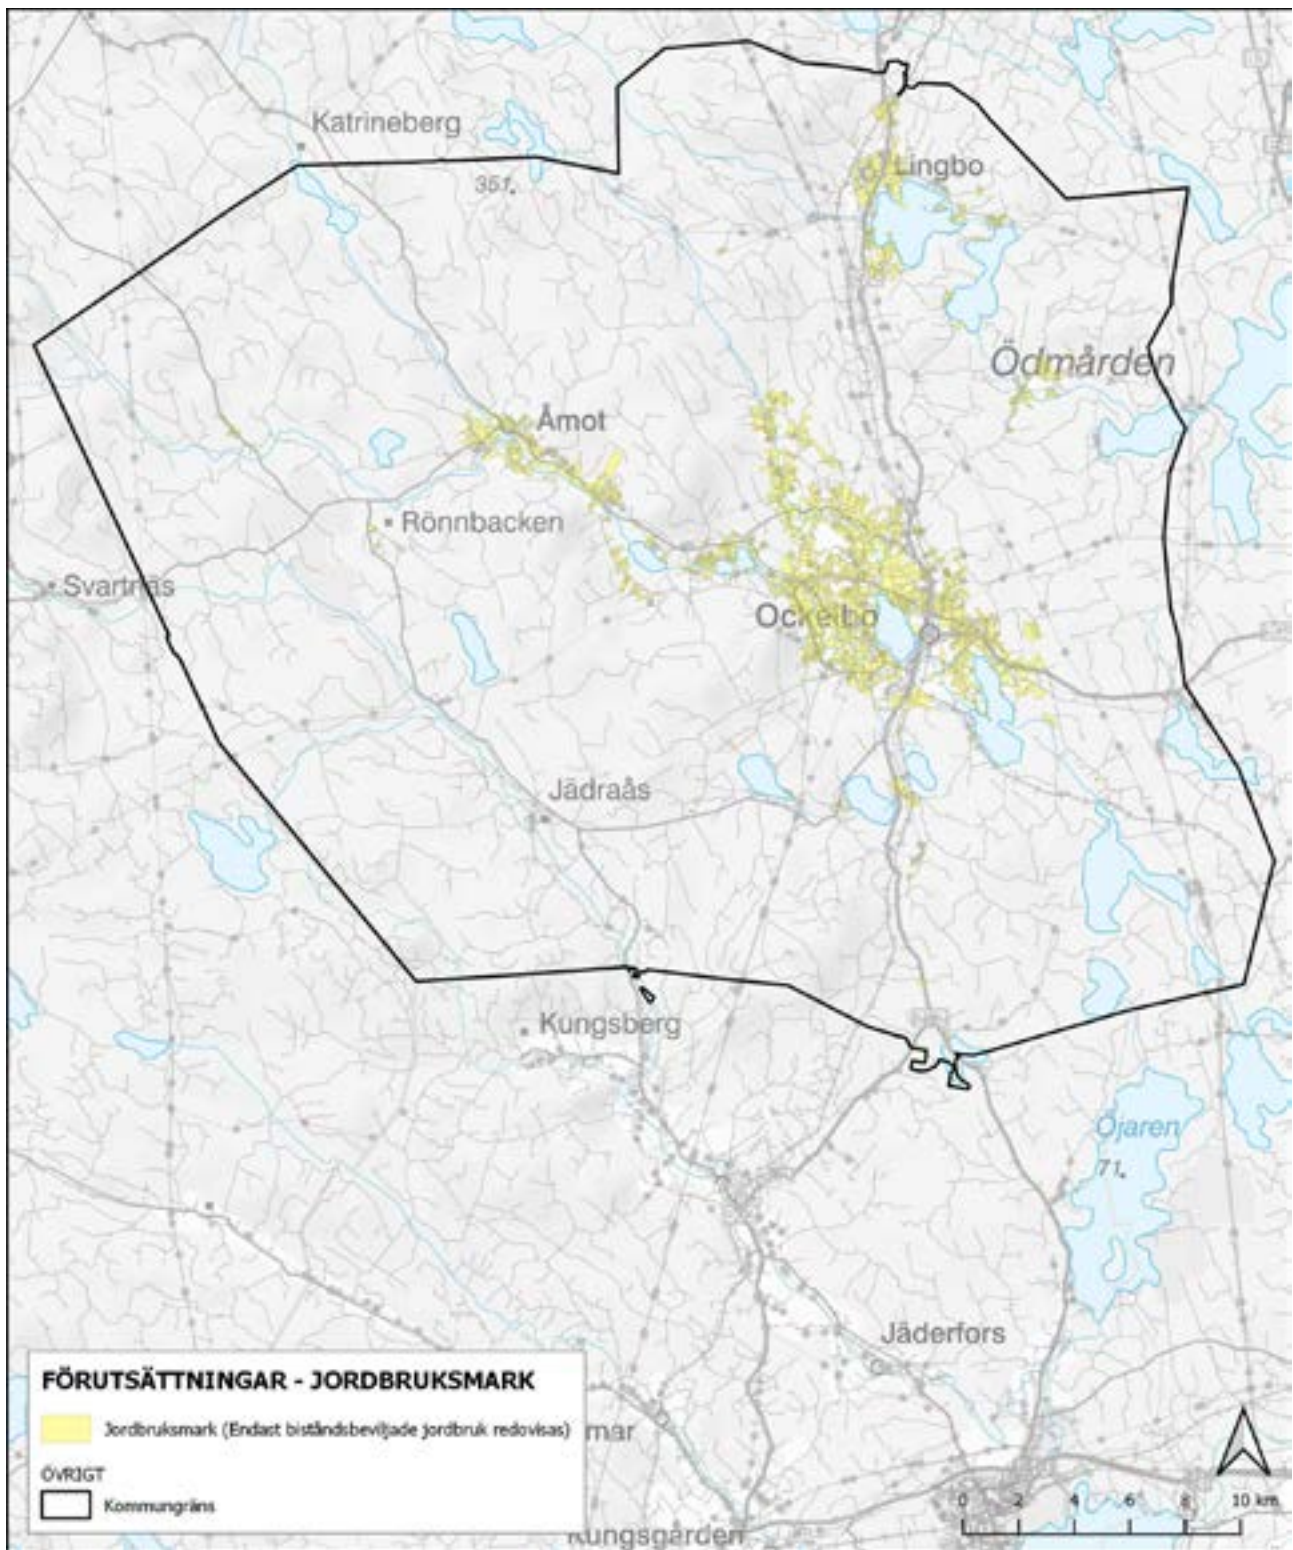 Katrineberg
351.
Lingbo
Ödmården
Åmot
Rönnbacken
Svartnäs
Ockelbo
Jädraås
Kungsberg
Öjaren
71.
Jäderfors
FÖRUTSÄTTNINGAR - JORDBRUKSMARK
Jordbruksmark (Endast biståndsbeviljade jordbruk redovisas)
mar
ÖVRIGT
Kommungräns
0 2 4 6 8 10 km
Kungsgården